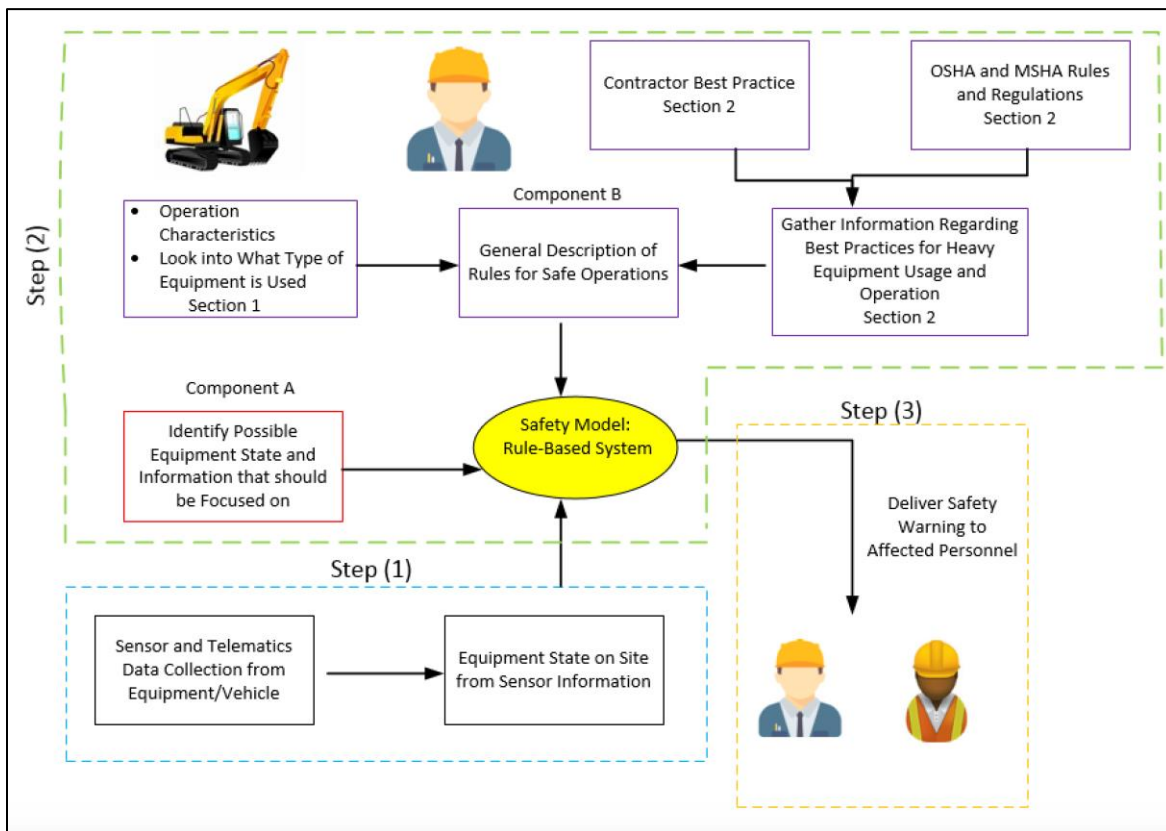 Contractor Best Practice
Section 2
OSHA and MSHA Rules
and Regulations
Section 2
Step (2)
• Operation
Characteristics
• Look into What Type of
Equipment is Used
Section 1
Component B
General Description of
Rules for Safe Operations
Gather Information Regarding
Best Practices for Heavy
Equipment Usage and
Operation
Section 2
Component A
Identify Possible
Equipment State and
Information that should
be Focused on
Safety Model:
Rule-Based System
Step (3)
Deliver Safety
Warning to
Affected Personnel
Step (1)
Sensor and Telematics
Data Collection from
Equipment/Vehicle
Equipment State on Site
from Sensor Information